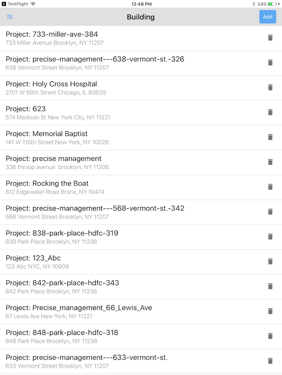 TestFlight
12:48 PM
54%
Building
Add
Project: 733-miller-ave-384
733 Miller Avenue Brooklyn, NY 11207
Project: precise-management---638-vermont-st.-326
638 Vermont Street Brooklyn, NY 11207
Project: Holy Cross Hospital
2701 W 68th Street Chicago, IL 60629
Project: 623
574 Madison St New York City, NY 11221
Project: Memorial Baptist
141 W 115th Street New York, NY 10026
Project: precise management
336 throop avenue brooklyn, NY 11206
Project: Rocking the Boat
812 Edgewater Road Bronx, NY 10474
Project: precise-management---568-vermont-st.-342
568 Vermont Street Brooklyn, NY 11207
Project: 838-park-place-hdfc-319
838 Park Place Brooklyn, NY 11236
Project: 123_Abc
123 Abc NYC, NY 10909
Project: 842-park-place-hdfc-343
842 Park Place Brooklyn, NY 11238
Project: Precise_management_66_Lewis_Ave
67 Lewis Ave New York, NY 11221
Project: 848-park-place-hdfc-318
848 Park Place Brooklyn, NY 11238
Project: precise-management---633-vermont-st.
633 Vermont Street Brooklyn, NY 11207